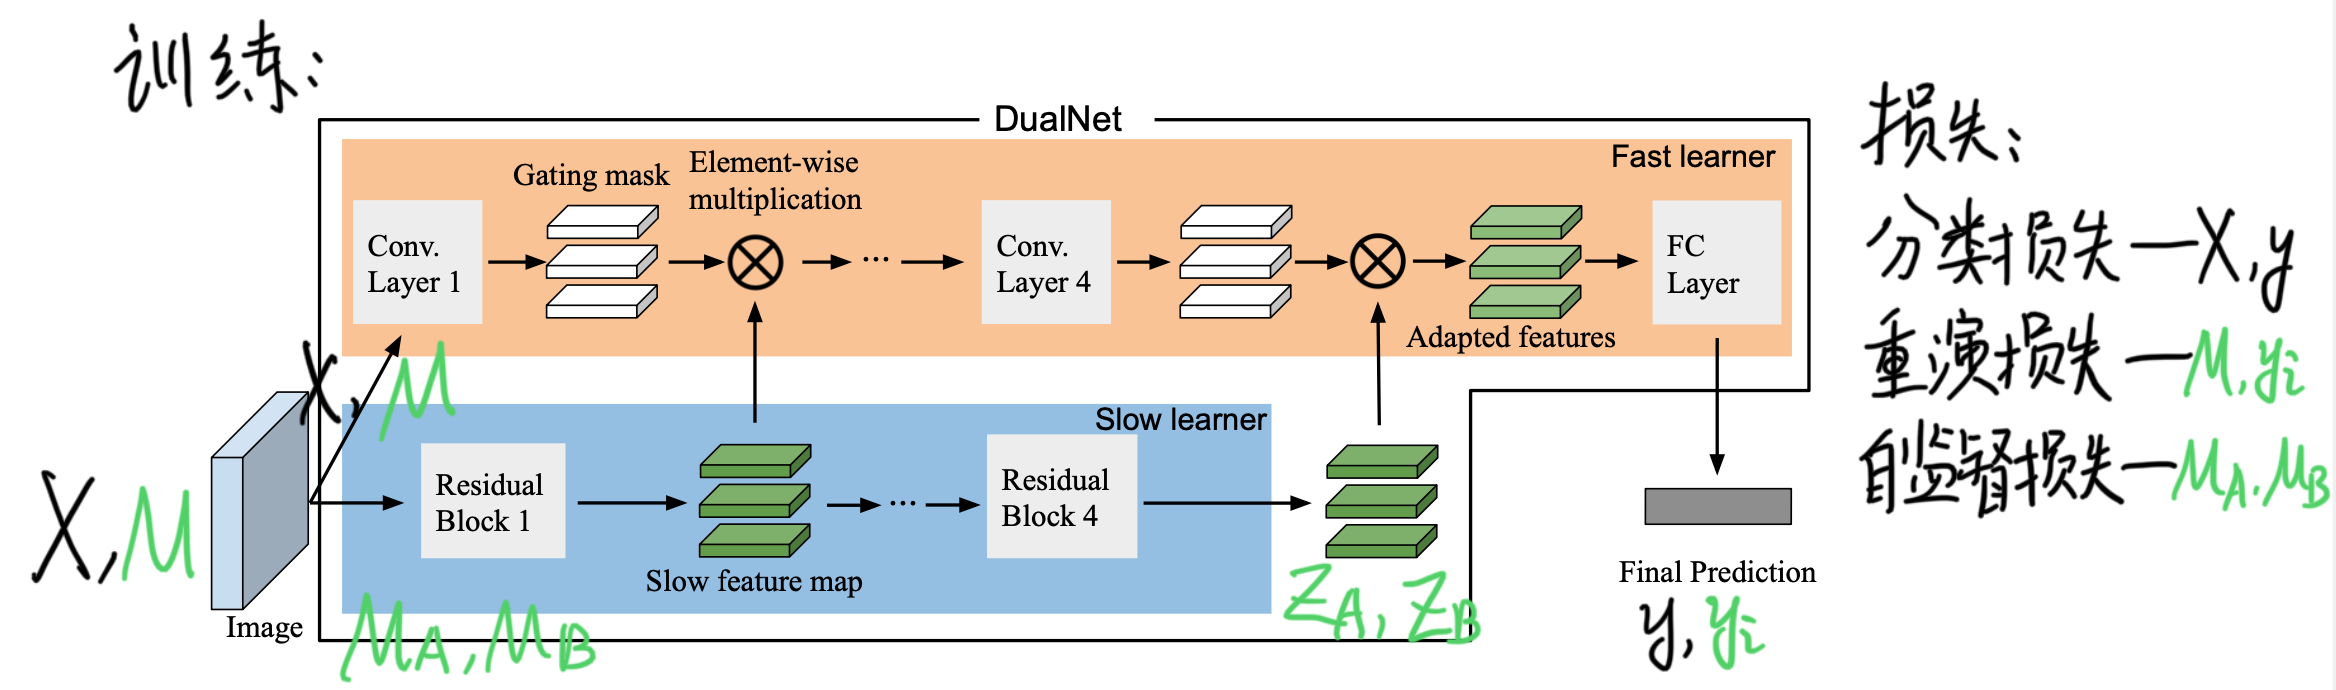 训练:
DualNet
Fast learner
Gating mask
Element-wise
multiplication
Conv.
Layer 1
...
Conv.
Layer 4
FC
Layer
Adapted features
X, M
X, M
Image
Slow learner
Residual
Block 1
...
Residual
Block 4
Slow feature map
M_A, M_B
Z_A, Z_B
Final Prediction
y, y_i
损失:
分类损失—X,y
重演损失—M,y_i
自监督损失—M_A.M_B